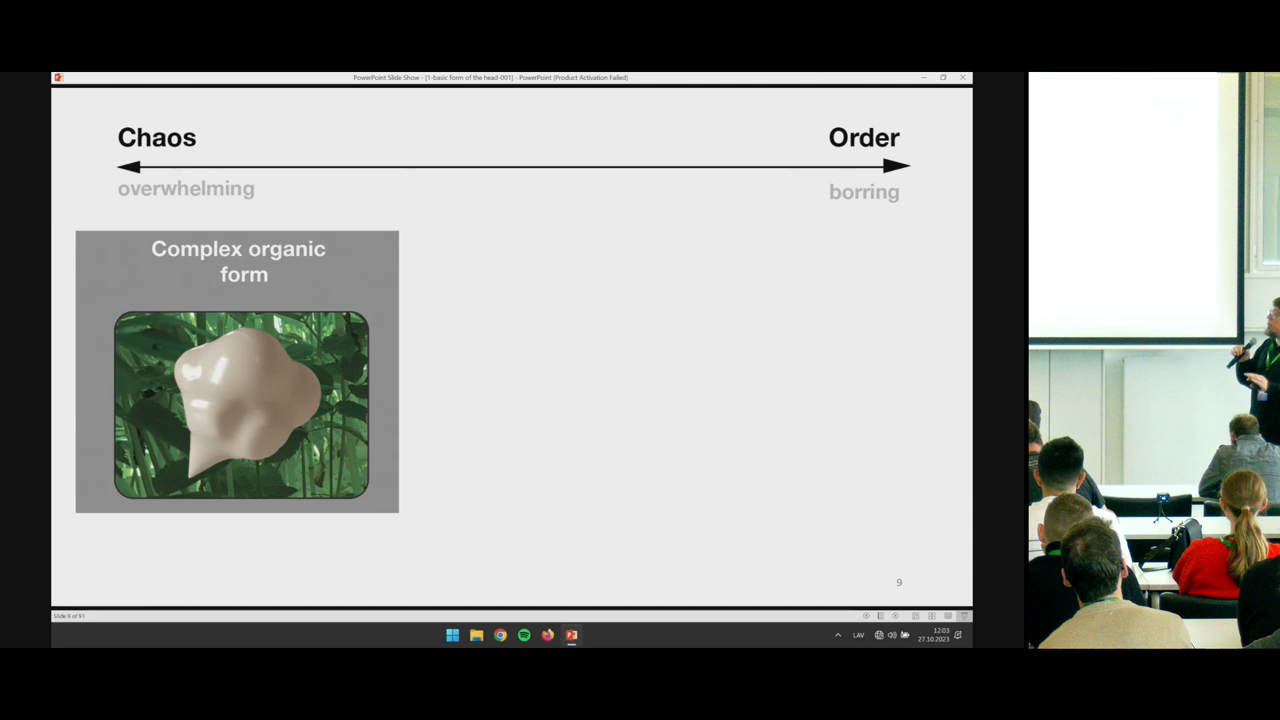 PowerPoint Slide Show - [1-basic form of the head-001] - PowerPoint (Product Activation Failed)
Chaos
Order
overwhelming
borring
Complex organic
form
9
Slide 9 of 91
LAV
12:03
27.10.2023